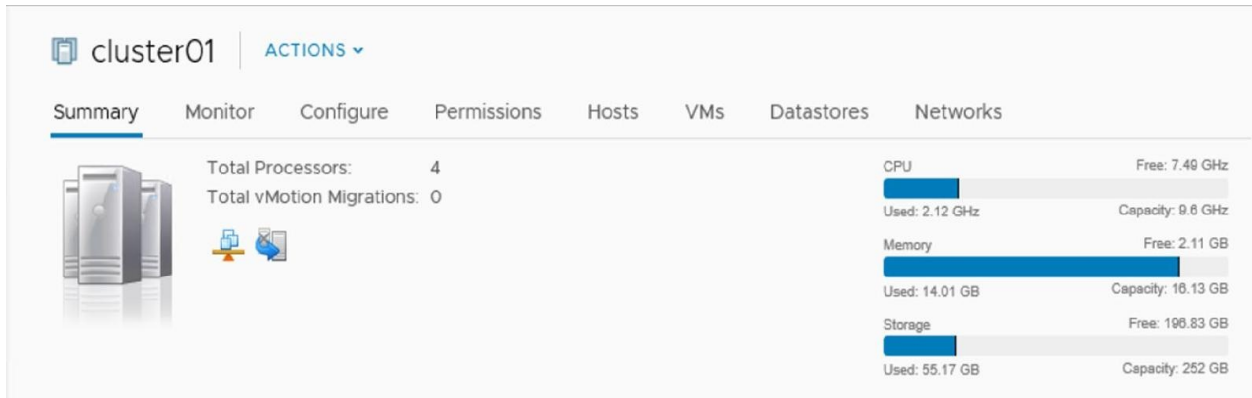 cluster01 ACTIONS
Summary Monitor Configure Permissions Hosts VMs Datastores Networks
Total Processors: 4
Total vMotion Migrations: 0
CPU Free: 7.49 GHz
Used: 2.12 GHz Capacity: 9.6 GHz
Memory Free: 2.11 GB
Used: 14.01 GB Capacity: 16.13 GB
Storage Free: 196.83 GB
Used: 55.17 GB Capacity: 252 GB